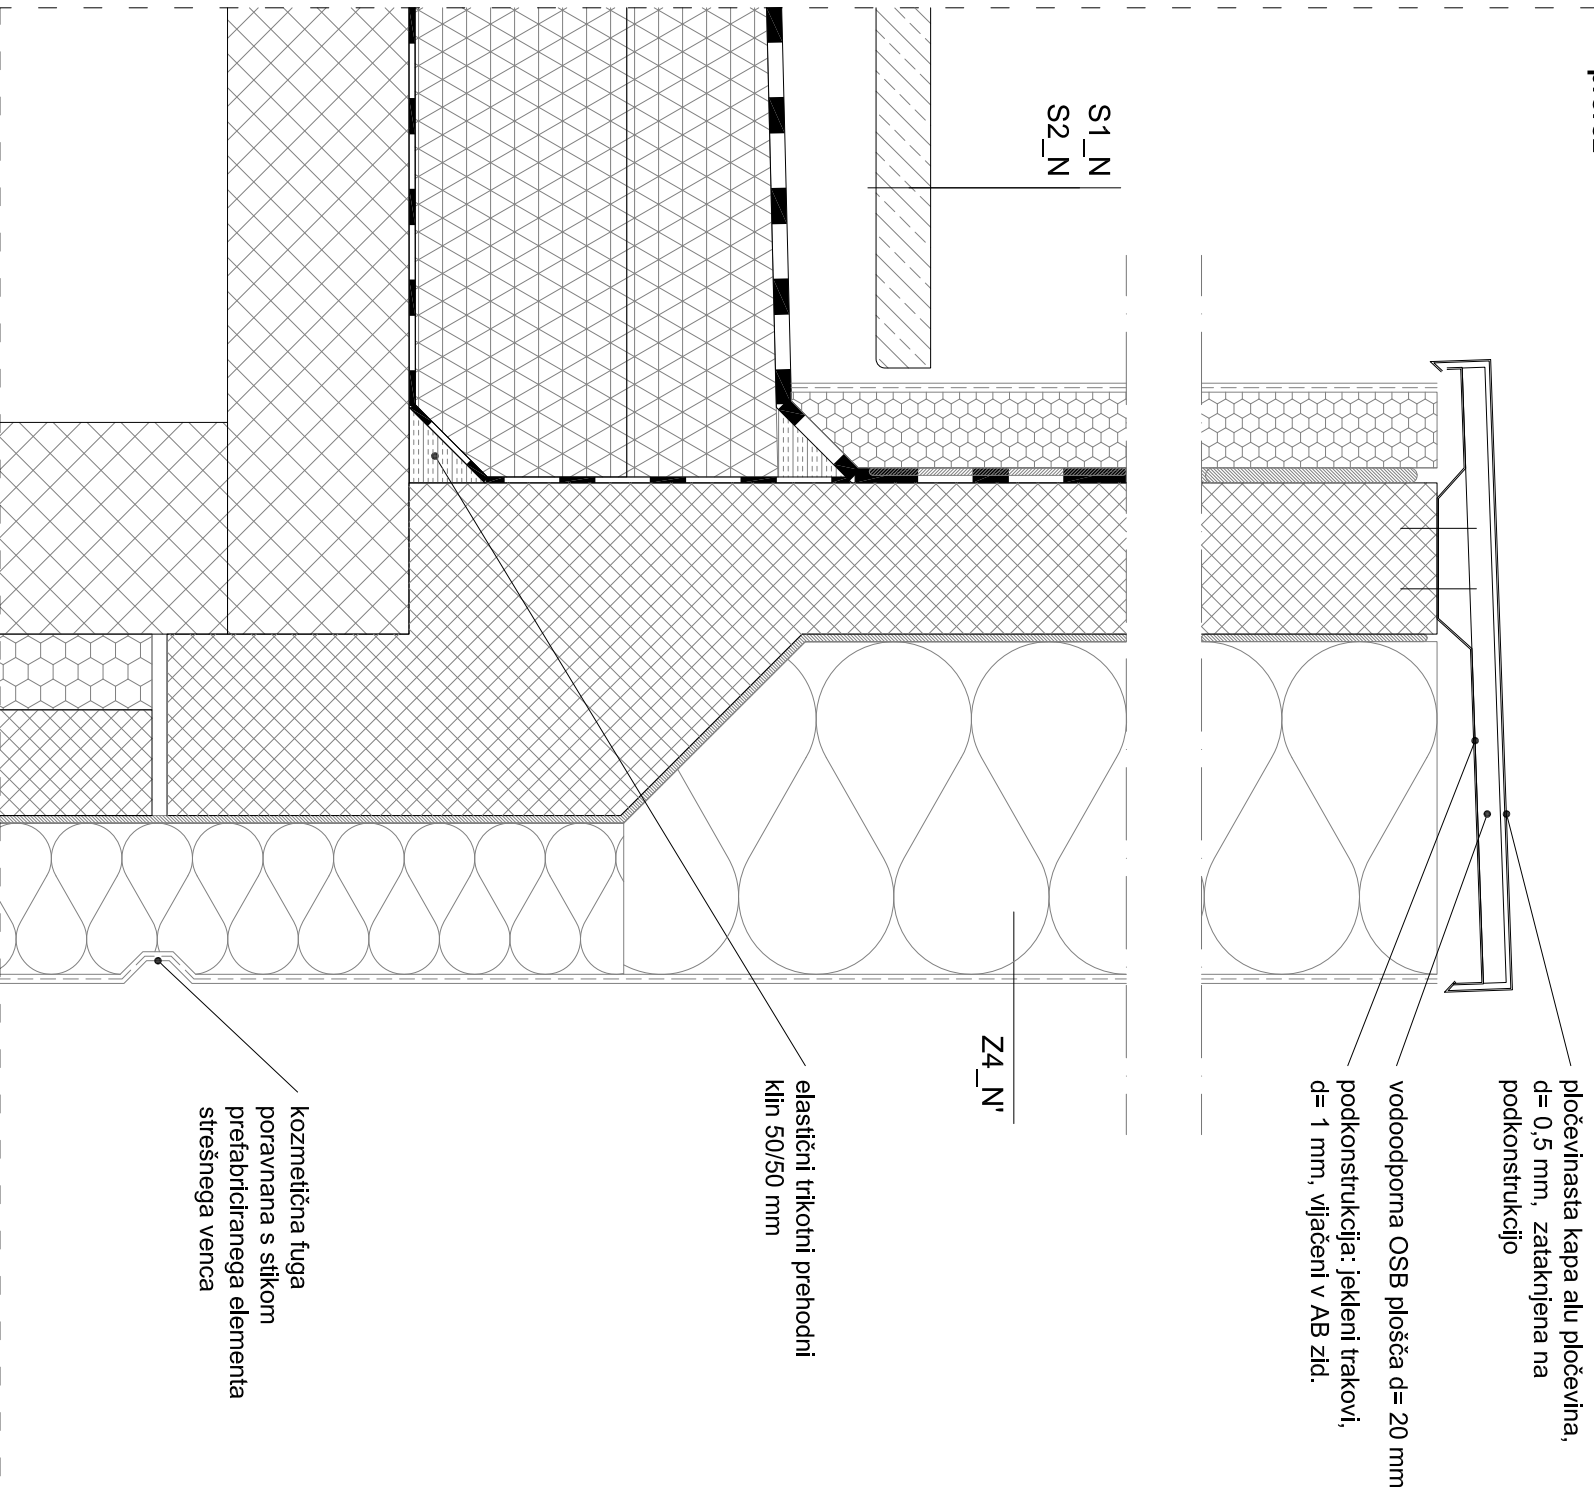 S1_N
S2_N
pločevinasta kapa alu pločevina,
d= 0,5 mm, zataknjena na
podkonstrukcijo
vodoodporna OSB plošča d= 20 mm
podkonstrukcija: jekleni trakovi,
d= 1 mm, vijačeni v AB zid.
Z4_N'
elastični trikotni prehodni
klin 50/50 mm
kozmetična fuga
poravnana s stikom
prefabriciranega elementa
strešnega venca